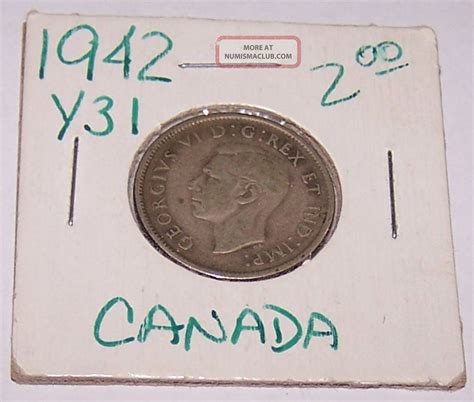 1942
MORE AT
NUMISMACLUB.COM
2.00
Y31
GEORGIVS VI D:G:REX ET IND:IMP:
CANADA